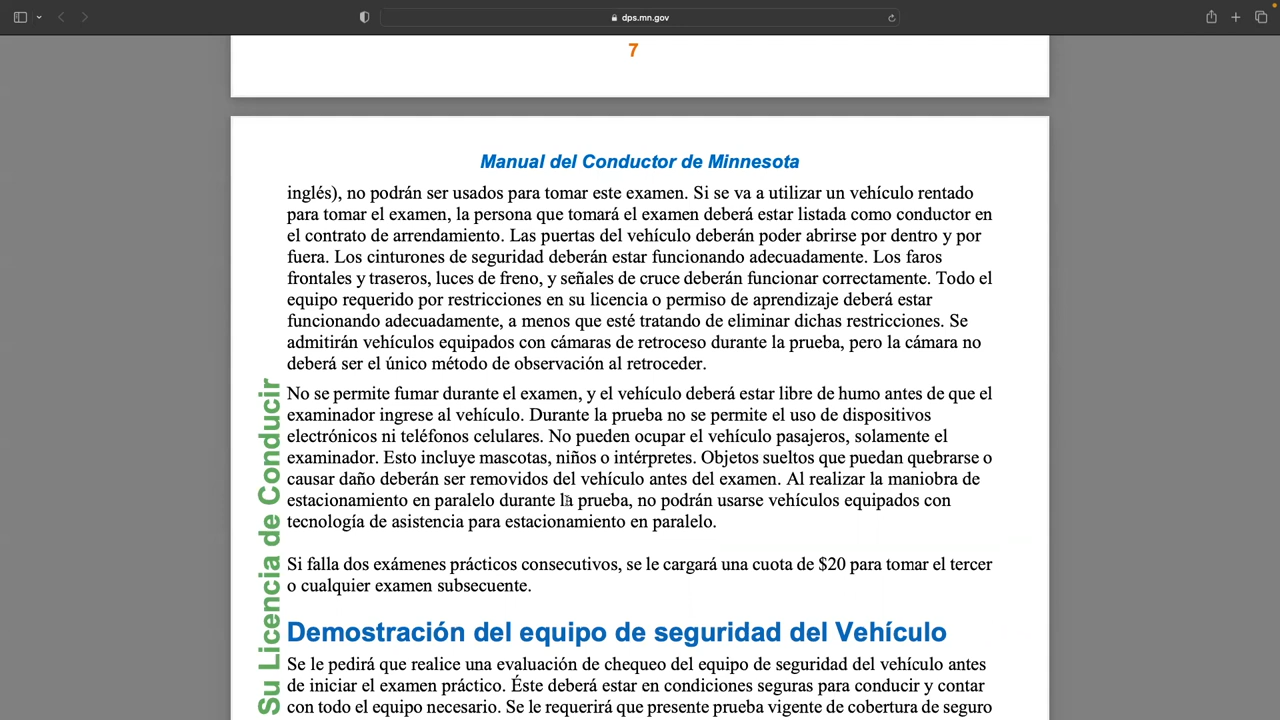 dps.mn.gov
7
Manual del Conductor de Minnesota
inglés), no podrán ser usados para tomar este examen. Si se va a utilizar un vehículo rentado
para tomar el examen, la persona que tomará el examen deberá estar listada como conductor en
el contrato de arrendamiento. Las puertas del vehículo deberán poder abrirse por dentro y por
fuera. Los cinturones de seguridad deberán estar funcionando adecuadamente. Los faros
frontales y traseros, luces de freno, y señales de cruce deberán funcionar correctamente. Todo el
equipo requerido por restricciones en su licencia o permiso de aprendizaje deberá estar
funcionando adecuadamente, a menos que esté tratando de eliminar dichas restricciones. Se
admitirán vehículos equipados con cámaras de retroceso durante la prueba, pero la cámara no
deberá ser el único método de observación al retroceder.
No se permite fumar durante el examen, y el vehículo deberá estar libre de humo antes de que el
examinador ingrese al vehículo. Durante la prueba no se permite el uso de dispositivos
electrónicos ni teléfonos celulares. No pueden ocupar el vehículo pasajeros, solamente el
examinador. Esto incluye mascotas, niños o intérpretes. Objetos sueltos que puedan quebrarse o
causar daño deberán ser removidos del vehículo antes del examen. Al realizar la maniobra de
estacionamiento en paralelo durante la prueba, no podrán usarse vehículos equipados con
tecnología de asistencia para estacionamiento en paralelo.
Si falla dos exámenes prácticos consecutivos, se le cargará una cuota de $20 para tomar el tercer
o cualquier examen subsecuente.
Demostración del equipo de seguridad del Vehículo
Se le pedirá que realice una evaluación de chequeo del equipo de seguridad del vehículo antes
de iniciar el examen práctico. Éste deberá estar en condiciones seguras para conducir y contar
con todo el equipo necesario. Se le requerirá que presente prueba vigente de cobertura de seguro
Su Licencia de Conducir